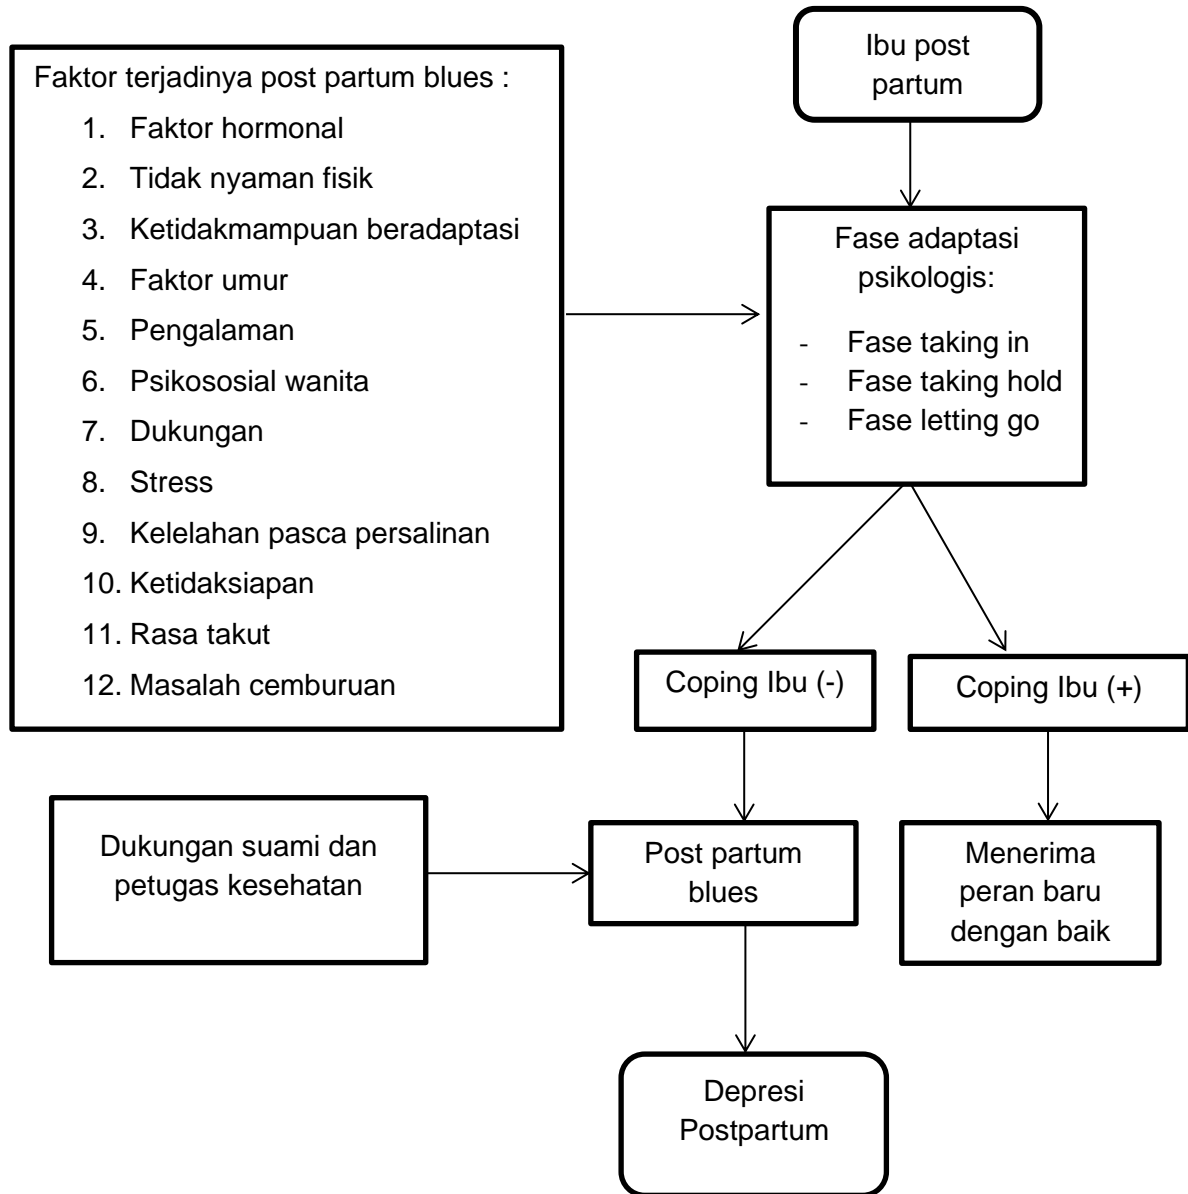 Ibu post
partum
Faktor terjadinya post partum blues :
1. Faktor hormonal
2. Tidak nyaman fisik
3. Ketidakmampuan beradaptasi
4. Faktor umur
5. Pengalaman
6. Psikososial wanita
7. Dukungan
8. Stress
9. Kelelahan pasca persalinan
10. Ketidaksiapan
11. Rasa takut
12. Masalah cemburuan
Fase adaptasi
psikologis:
- Fase taking in
- Fase taking hold
- Fase letting go
Coping Ibu (-)
Coping Ibu (+)
Dukungan suami dan
petugas kesehatan
Post partum
blues
Menerima
peran baru
dengan baik
Depresi
Postpartum